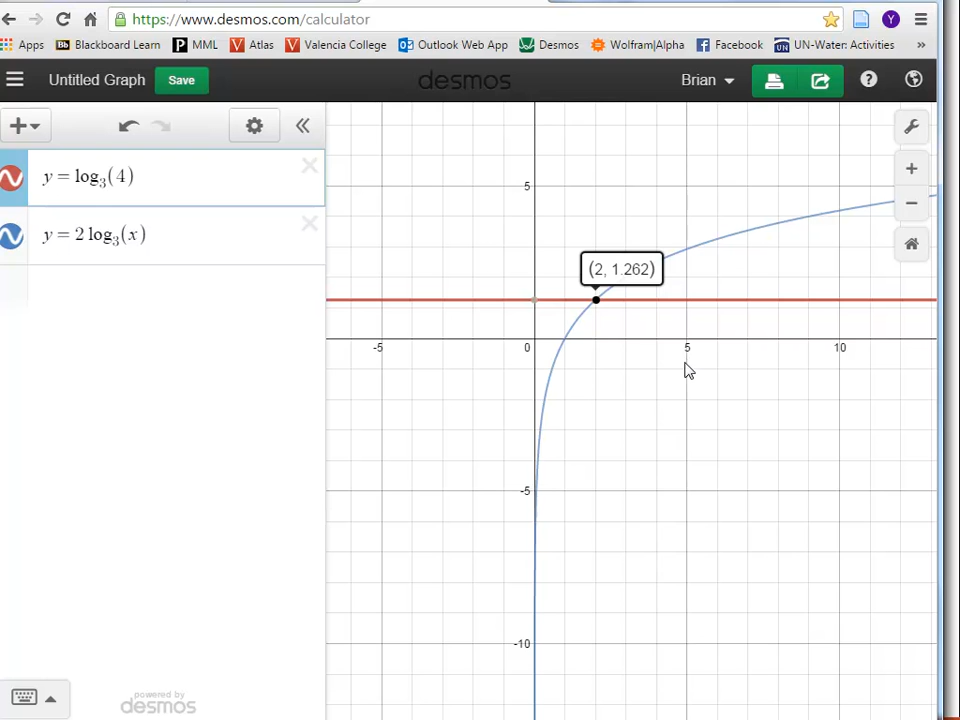 https://www.desmos.com/calculator
Apps Bb Blackboard Learn P MML V Atlas V Valencia College Outlook Web App Desmos Wolfram|Alpha Facebook UN UN-Water: Activities »
Untitled Graph Save desmos Brian
y = log₃(4)
y = 2 log₃(x)
5
(2, 1.262)
-5 0 5 10
-5
-10
powered by
desmos